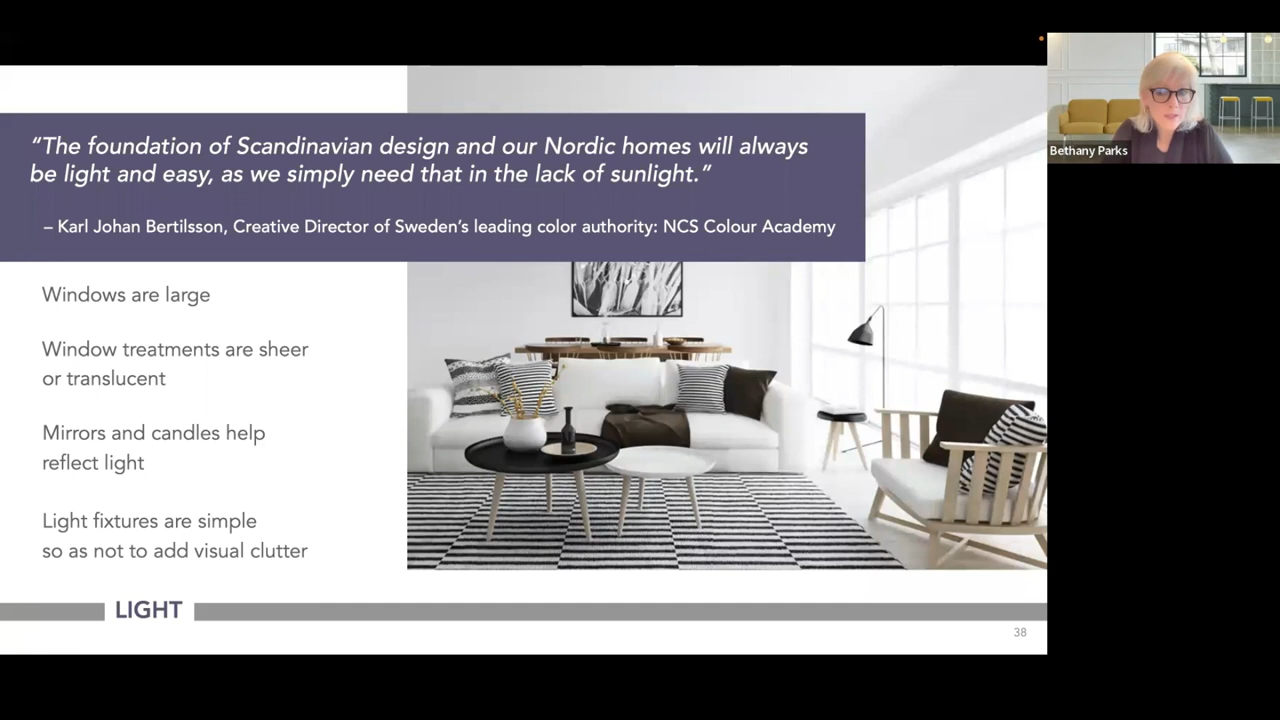 “The foundation of Scandinavian design and our Nordic homes will always
be light and easy, as we simply need that in the lack of sunlight.”
– Karl Johan Bertilsson, Creative Director of Sweden’s leading color authority: NCS Colour Academy
Windows are large
Window treatments are sheer
or translucent
Mirrors and candles help
reflect light
Light fixtures are simple
so as not to add visual clutter
LIGHT
38
Bethany Parks